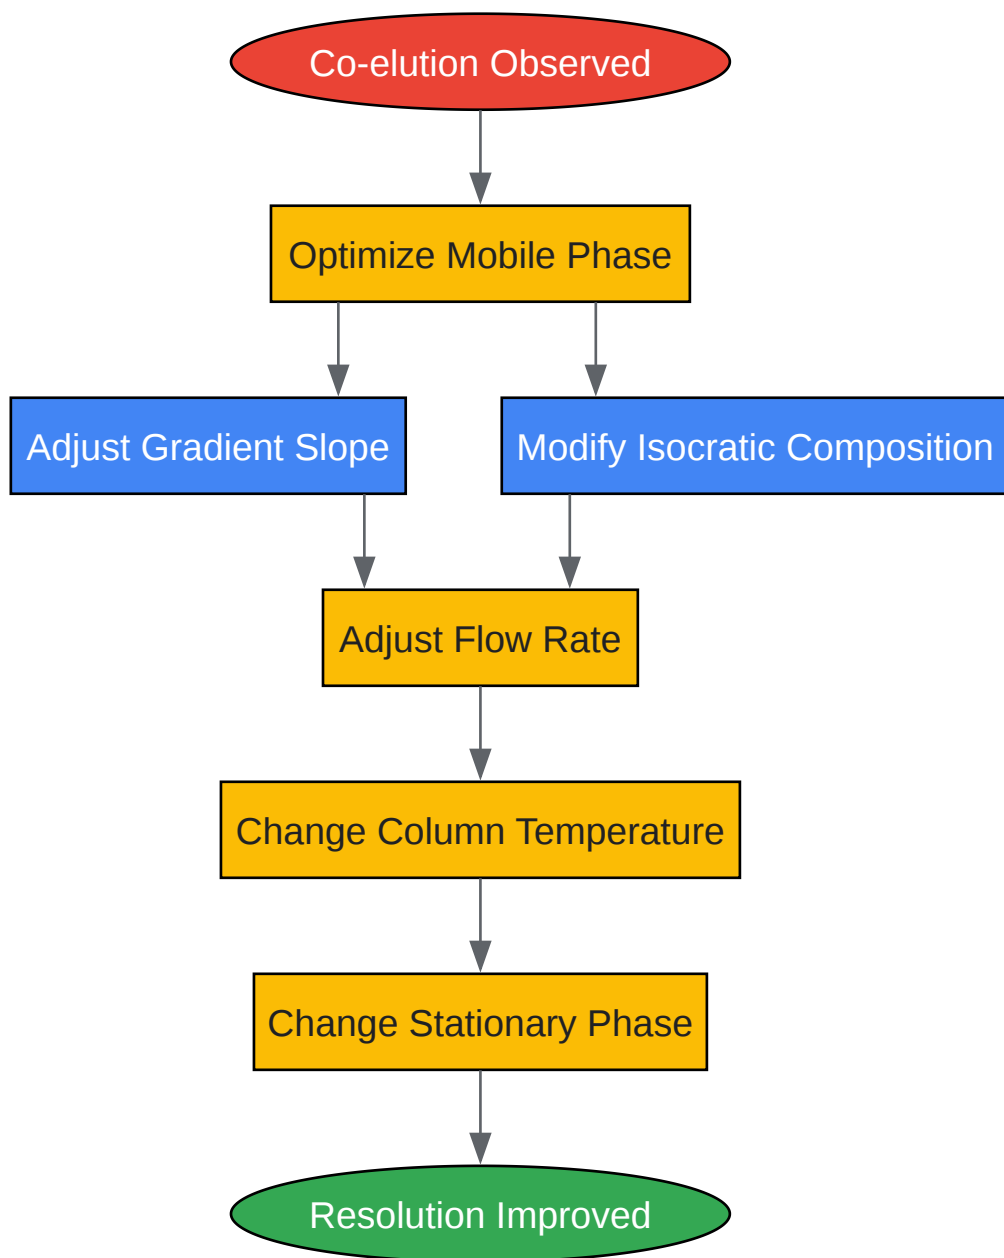 Co-elution Observed
Optimize Mobile Phase
Adjust Gradient Slope
Modify Isocratic Composition
Adjust Flow Rate
Change Column Temperature
Change Stationary Phase
Resolution Improved